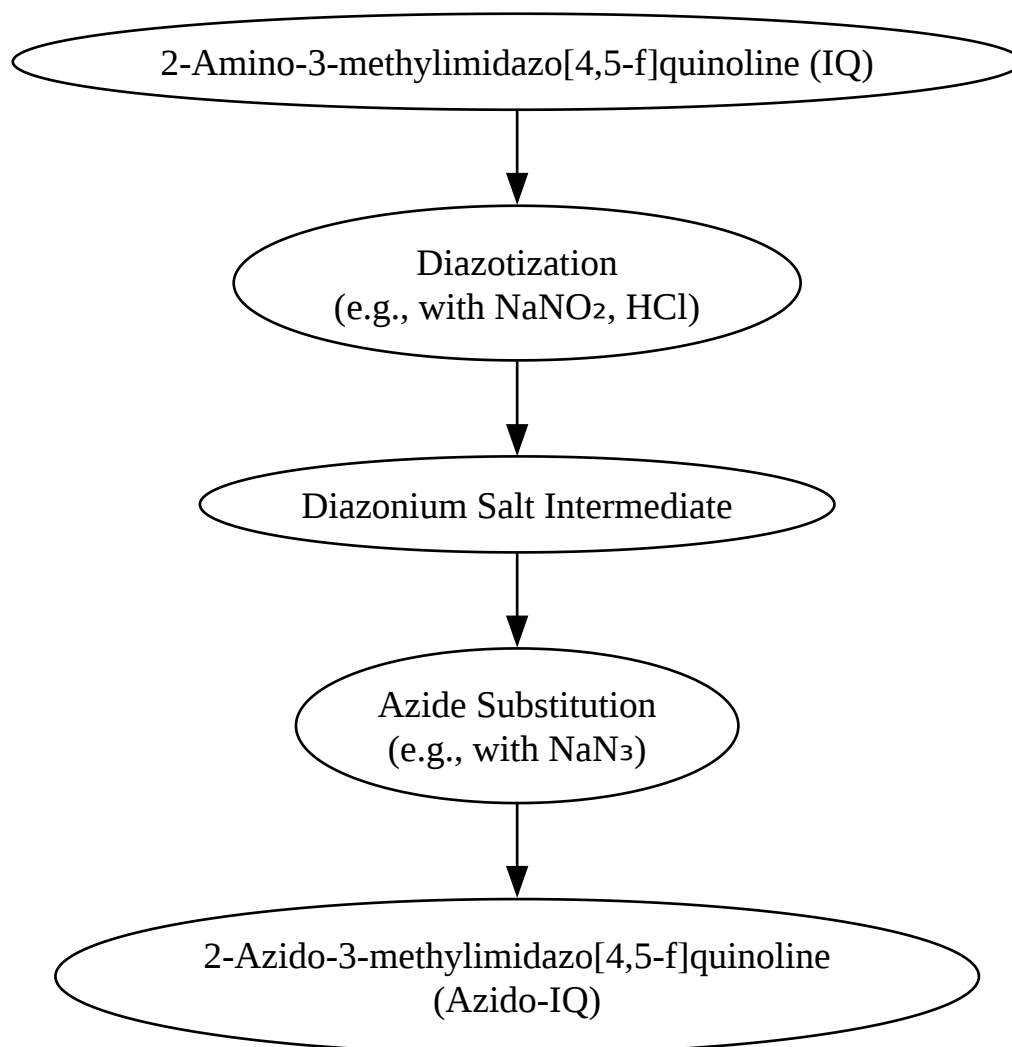 2-Amino-3-methylimidazo[4,5-f]quinoline (IQ)
Diazotization
(e.g., with NaNO₂, HCl)
Diazonium Salt Intermediate
Azide Substitution
(e.g., with NaN₃)
2-Azido-3-methylimidazo[4,5-f]quinoline
(Azido-IQ)